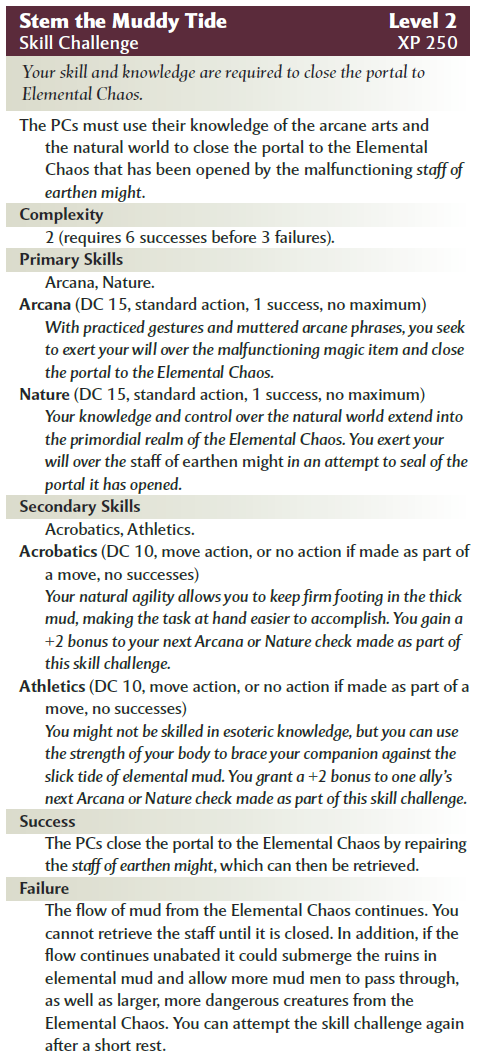 Stem the Muddy Tide Level 2
Skill Challenge XP 250
Your skill and knowledge are required to close the portal to
Elemental Chaos.
The PCs must use their knowledge of the arcane arts and
the natural world to close the portal to the Elemental
Chaos that has been opened by the malfunctioning staff of
earthen might.
Complexity
2 (requires 6 successes before 3 failures).
Primary Skills
Arcana, Nature.
Arcana (DC 15, standard action, 1 success, no maximum)
With practiced gestures and muttered arcane phrases, you seek
to exert your will over the malfunctioning magic item and close
the portal to the Elemental Chaos.
Nature (DC 15, standard action, 1 success, no maximum)
Your knowledge and control over the natural world extend into
the primordial realm of the Elemental Chaos. You exert your
will over the staff of earthen might in an attempt to seal of the
portal it has opened.
Secondary Skills
Acrobatics, Athletics.
Acrobatics (DC 10, move action, or no action if made as part of
a move, no successes)
Your natural agility allows you to keep firm footing in the thick
mud, making the task at hand easier to accomplish. You gain a
+2 bonus to your next Arcana or Nature check made as part of
this skill challenge.
Athletics (DC 10, move action, or no action if made as part of a
move, no successes)
You might not be skilled in esoteric knowledge, but you can use
the strength of your body to brace your companion against the
slick tide of elemental mud. You grant a +2 bonus to one ally's
next Arcana or Nature check made as part of this skill challenge.
Success
The PCs close the portal to the Elemental Chaos by repairing
the staff of earthen might, which can then be retrieved.
Failure
The flow of mud from the Elemental Chaos continues. You
cannot retrieve the staff until it is closed. In addition, if the
flow continues unabated it could submerge the ruins in
elemental mud and allow more mud men to pass through,
as well as larger, more dangerous creatures from the
Elemental Chaos. You can attempt the skill challenge again
after a short rest.